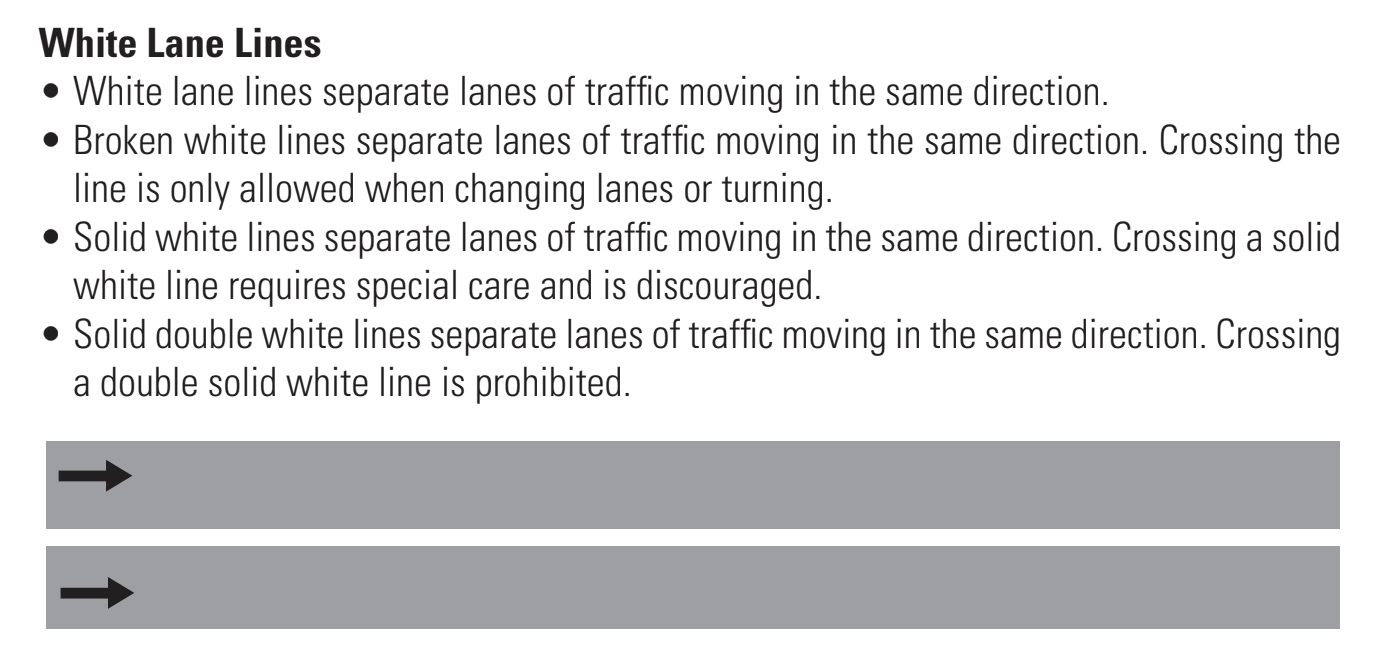 White Lane Lines
• White lane lines separate lanes of traffic moving in the same direction.
• Broken white lines separate lanes of traffic moving in the same direction. Crossing the
line is only allowed when changing lanes or turning.
• Solid white lines separate lanes of traffic moving in the same direction. Crossing a solid
white line requires special care and is discouraged.
• Solid double white lines separate lanes of traffic moving in the same direction. Crossing
a double solid white line is prohibited.